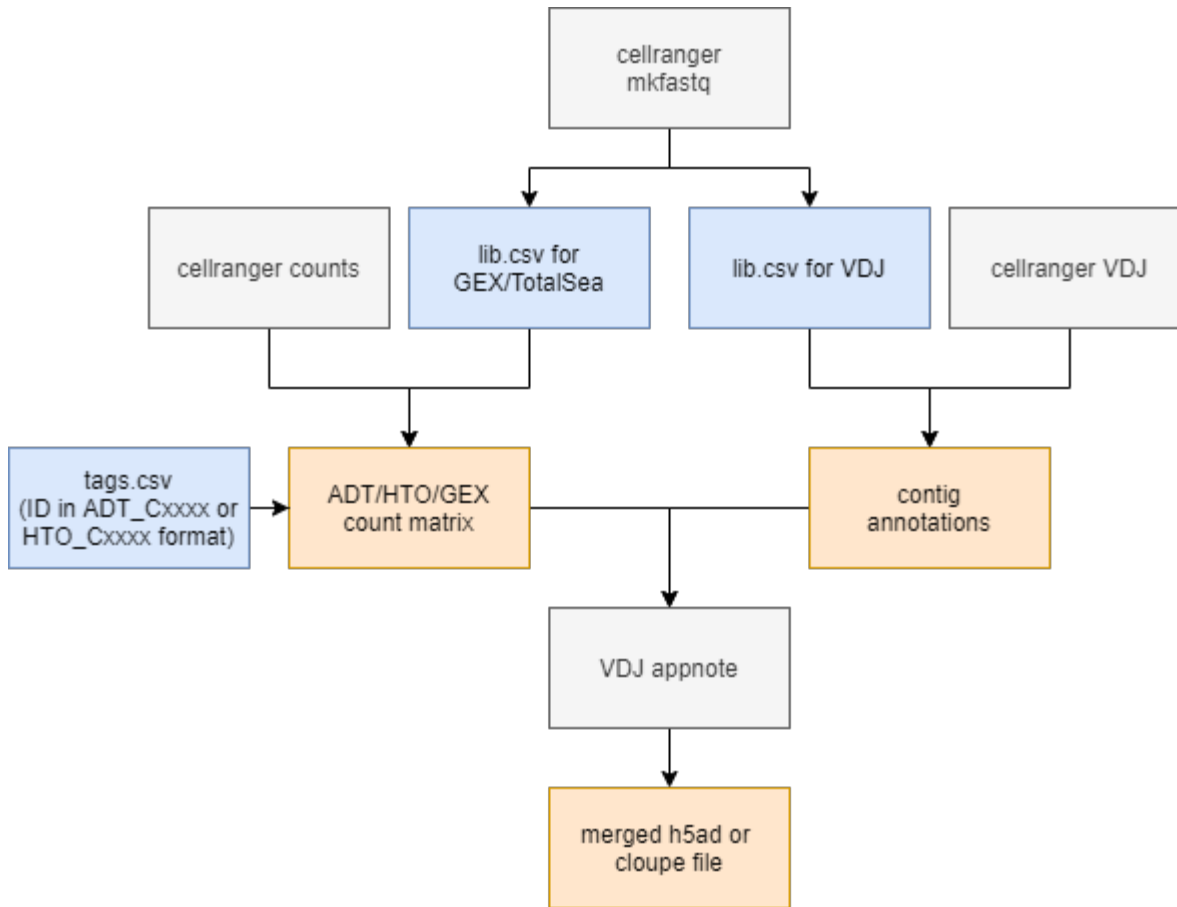 cellranger
mkfastq
cellranger counts
lib.csv for
GEX/TotalSea
lib.csv for VDJ
cellranger VDJ
tags.csv
(ID in ADT_Cxxxx or
HTO_Cxxxx format)
ADT/HTO/GEX
count matrix
contig
annotations
VDJ appnote
merged h5ad or
cloupe file